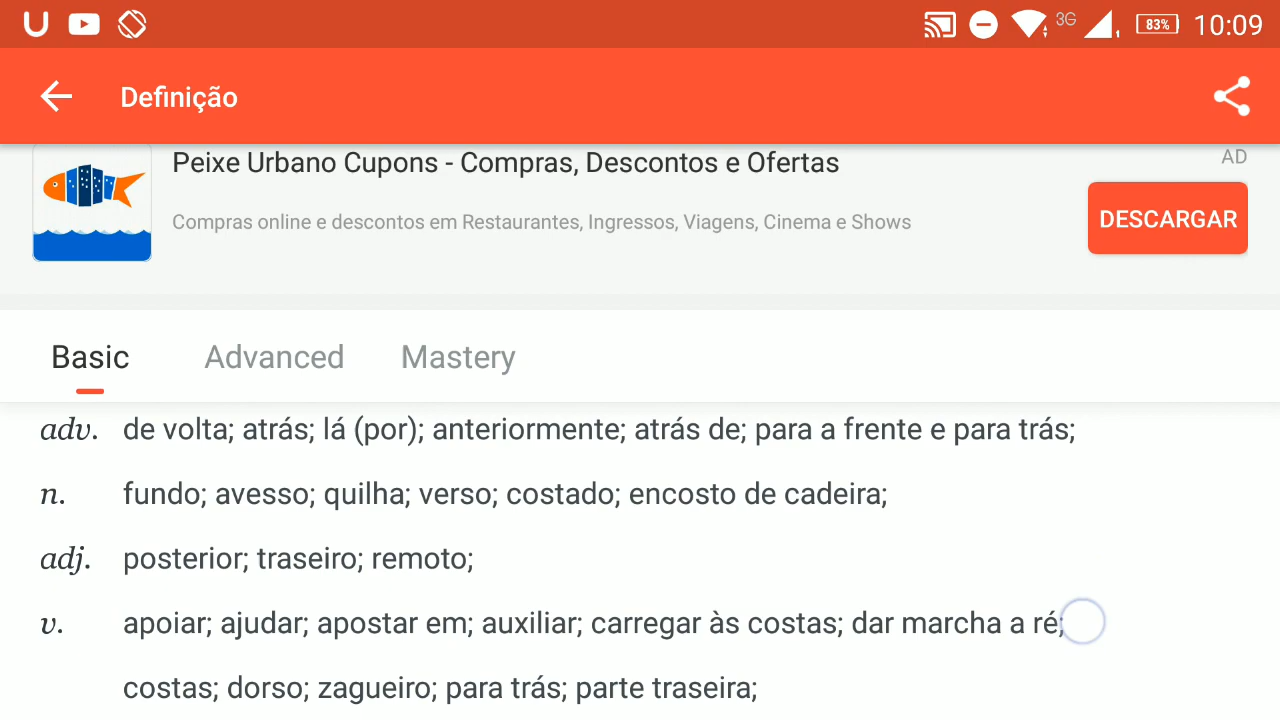 3G 83% 10:09
Definição
Peixe Urbano Cupons - Compras, Descontos e Ofertas
AD
Compras online e descontos em Restaurantes, Ingressos, Viagens, Cinema e Shows
DESCARGAR
Basic Advanced Mastery
adv. de volta; atrás; lá (por); anteriormente; atrás de; para a frente e para trás;
n. fundo; avesso; quilha; verso; costado; encosto de cadeira;
adj. posterior; traseiro; remoto;
v. apoiar; ajudar; apostar em; auxiliar; carregar às costas; dar marcha a ré;
costas; dorso; zagueiro; para trás; parte traseira;